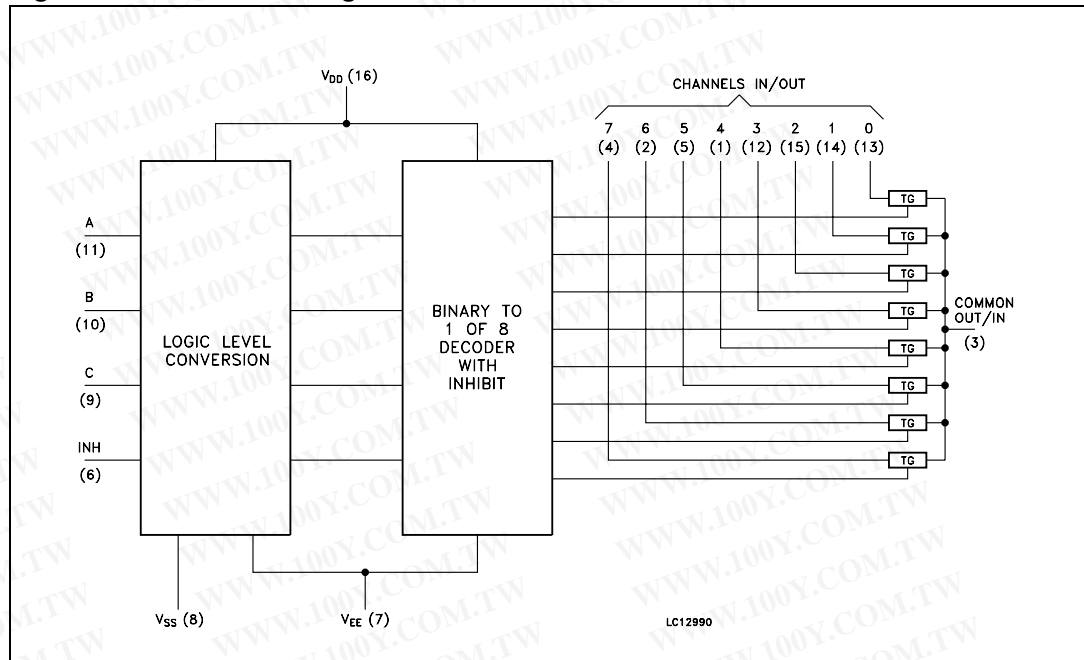 V_DD (16)
CHANNELS IN/OUT
7 6 5 4 3 2 1 0
(4) (2) (5) (1) (12) (15) (14) (13)
A
(11)
B
(10)
C
(9)
INH
(6)
LOGIC LEVEL
CONVERSION
BINARY TO
1 OF 8
DECODER
WITH
INHIBIT
TG
TG
TG
TG
TG
TG
TG
TG
COMMON
OUT/IN
(3)
V_SS (8)
V_EE (7)
LC12990
WWW.100Y.COM.TW